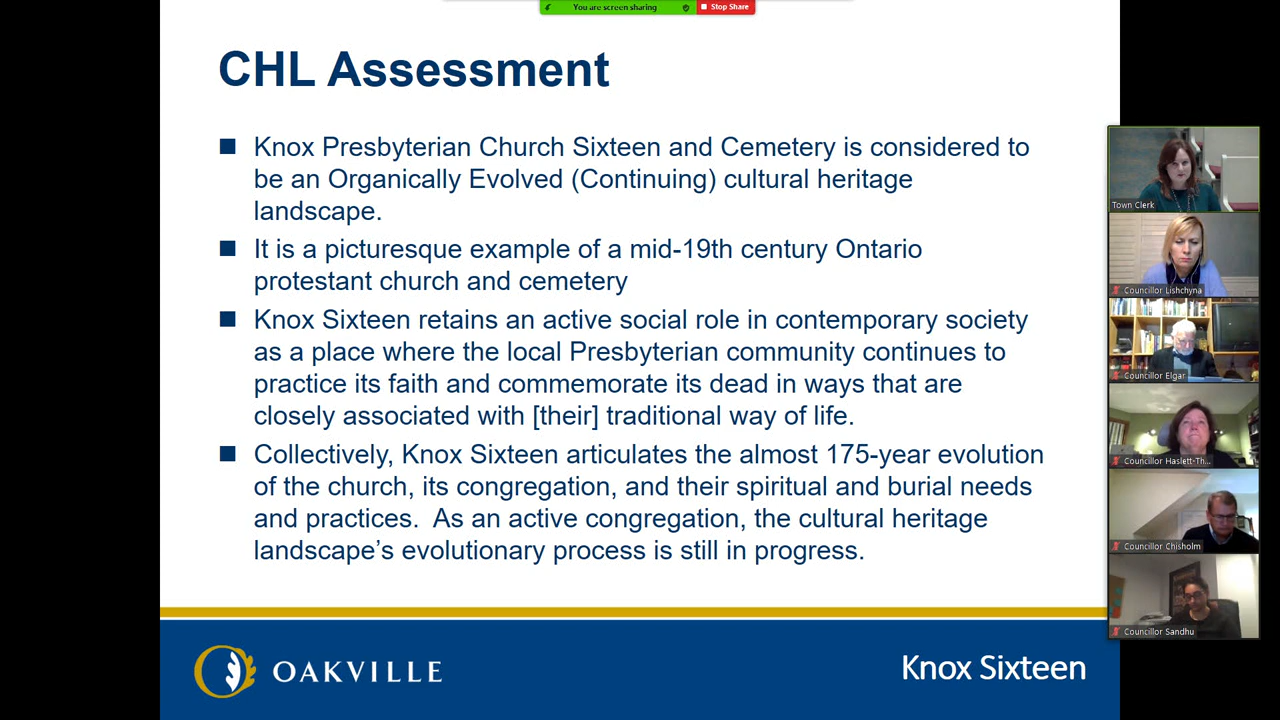 You are screen sharing
Stop Share
CHL Assessment
Knox Presbyterian Church Sixteen and Cemetery is considered to
be an Organically Evolved (Continuing) cultural heritage
landscape.
It is a picturesque example of a mid-19th century Ontario
protestant church and cemetery
Knox Sixteen retains an active social role in contemporary society
as a place where the local Presbyterian community continues to
practice its faith and commemorate its dead in ways that are
closely associated with [their] traditional way of life.
Collectively, Knox Sixteen articulates the almost 175-year evolution
of the church, its congregation, and their spiritual and burial needs
and practices. As an active congregation, the cultural heritage
landscape’s evolutionary process is still in progress.
OAKVILLE
Knox Sixteen
Town Clerk
Councillor Lishchyna
Councillor Elgar
Councillor Haslett-Th...
Councillor Chisholm
Councillor Sandhu